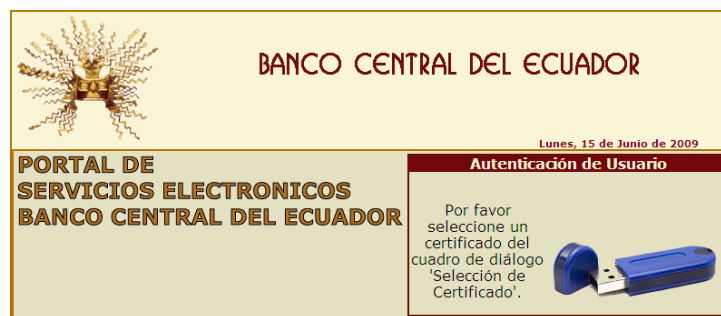 BANCO CENTRAL DEL ECUADOR
Lunes, 15 de Junio de 2009
PORTAL DE
SERVICIOS ELECTRONICOS
BANCO CENTRAL DEL ECUADOR
Autenticación de Usuario
Por favor
seleccione un
certificado del
cuadro de diálogo
'Selección de
Certificado'.